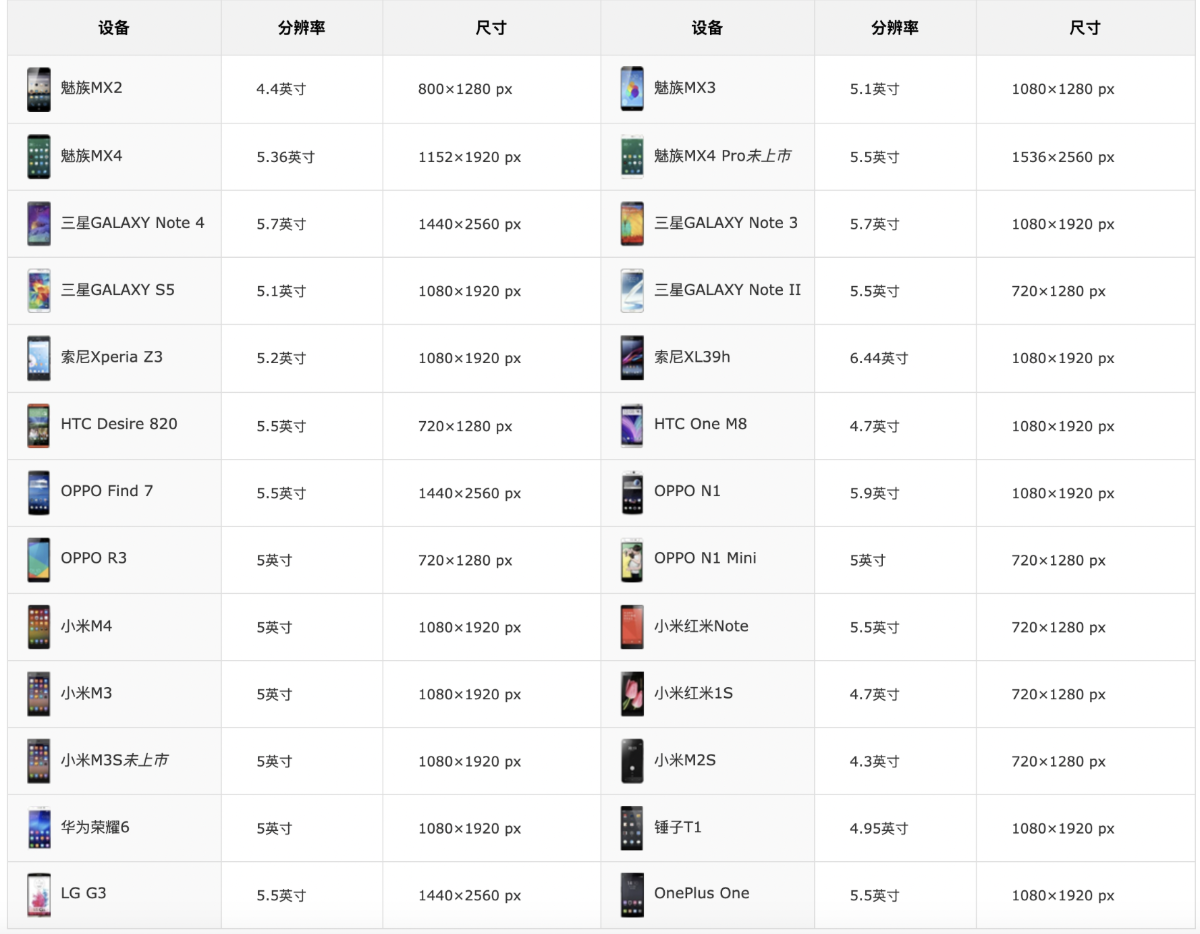 设备 分辨率 尺寸 设备 分辨率 尺寸
魅族MX2 4.4英寸 800×1280 px 魅族MX3 5.1英寸 1080×1280 px
魅族MX4 5.36英寸 1152×1920 px 魅族MX4 Pro未上市 5.5英寸 1536×2560 px
三星GALAXY Note 4 5.7英寸 1440×2560 px 三星GALAXY Note 3 5.7英寸 1080×1920 px
三星GALAXY S5 5.1英寸 1080×1920 px 三星GALAXY Note II 5.5英寸 720×1280 px
索尼Xperia Z3 5.2英寸 1080×1920 px 索尼XL39h 6.44英寸 1080×1920 px
HTC Desire 820 5.5英寸 720×1280 px HTC One M8 4.7英寸 1080×1920 px
OPPO Find 7 5.5英寸 1440×2560 px OPPO N1 5.9英寸 1080×1920 px
OPPO R3 5英寸 720×1280 px OPPO N1 Mini 5英寸 720×1280 px
小米M4 5英寸 1080×1920 px 小米红米Note 5.5英寸 720×1280 px
小米M3 5英寸 1080×1920 px 小米红米1S 4.7英寸 720×1280 px
小米M3S未上市 5英寸 1080×1920 px 小米M2S 4.3英寸 720×1280 px
华为荣耀6 5英寸 1080×1920 px 锤子T1 4.95英寸 1080×1920 px
LG G3 5.5英寸 1440×2560 px OnePlus One 5.5英寸 1080×1920 px